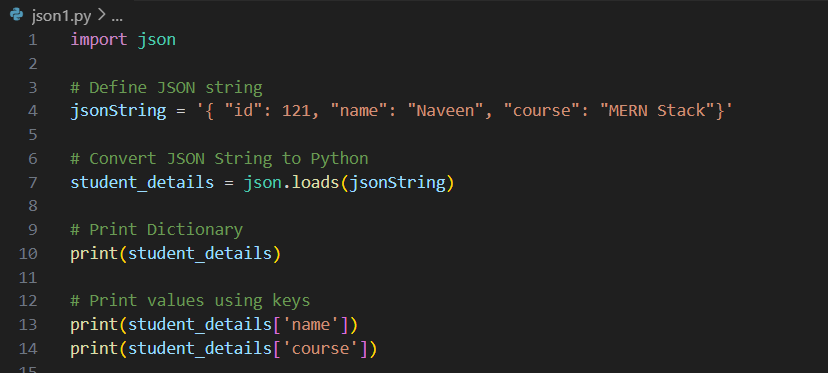 json1.py > ...
1 import json
2
3 # Define JSON string
4 jsonString = '{ "id": 121, "name": "Naveen", "course": "MERN Stack"}'
5
6 # Convert JSON String to Python
7 student_details = json.loads(jsonString)
8
9 # Print Dictionary
10 print(student_details)
11
12 # Print values using keys
13 print(student_details['name'])
14 print(student_details['course'])
15